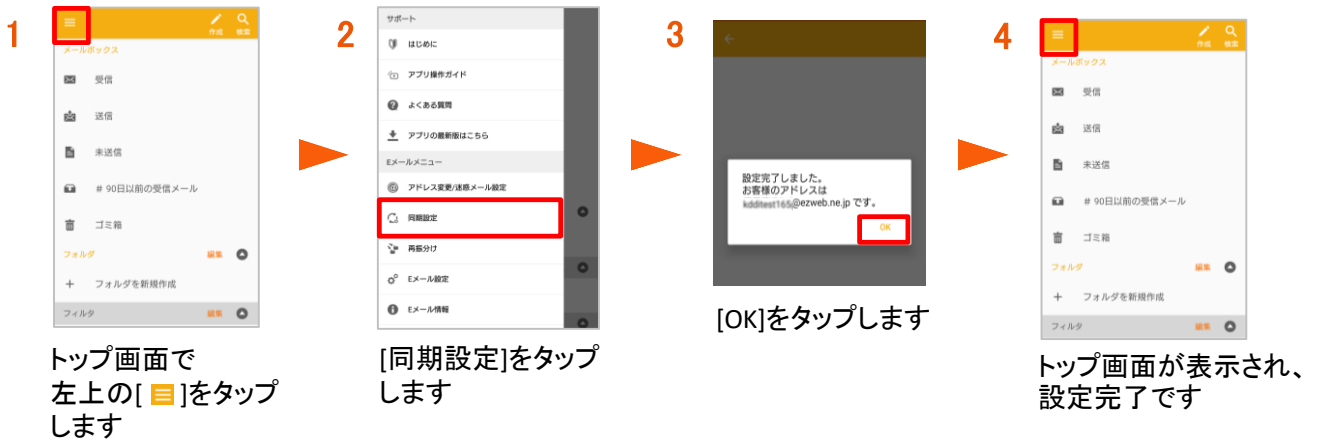 1
作成
検索
メールボックス
受信
送信
未送信
# 90日以前の受信メール
ゴミ箱
フォルダ
編集
+ フォルダを新規作成
フィルタ
編集
トップ画面で
左上の[ ]をタップ
します
2
サポート
はじめに
アプリ操作ガイド
よくある質問
アプリの最新版はこちら
Eメールメニュー
アドレス変更/迷惑メール設定
同期設定
再振分け
Eメール設定
Eメール情報
[同期設定]をタップ
します
3
設定完了しました。
お客様のアドレスは
@ezweb.ne.jp です。
OK
[OK]をタップします
4
作成
検索
メールボックス
受信
送信
未送信
# 90日以前の受信メール
ゴミ箱
フォルダ
編集
+ フォルダを新規作成
フィルタ
編集
トップ画面が表示され、
設定完了です